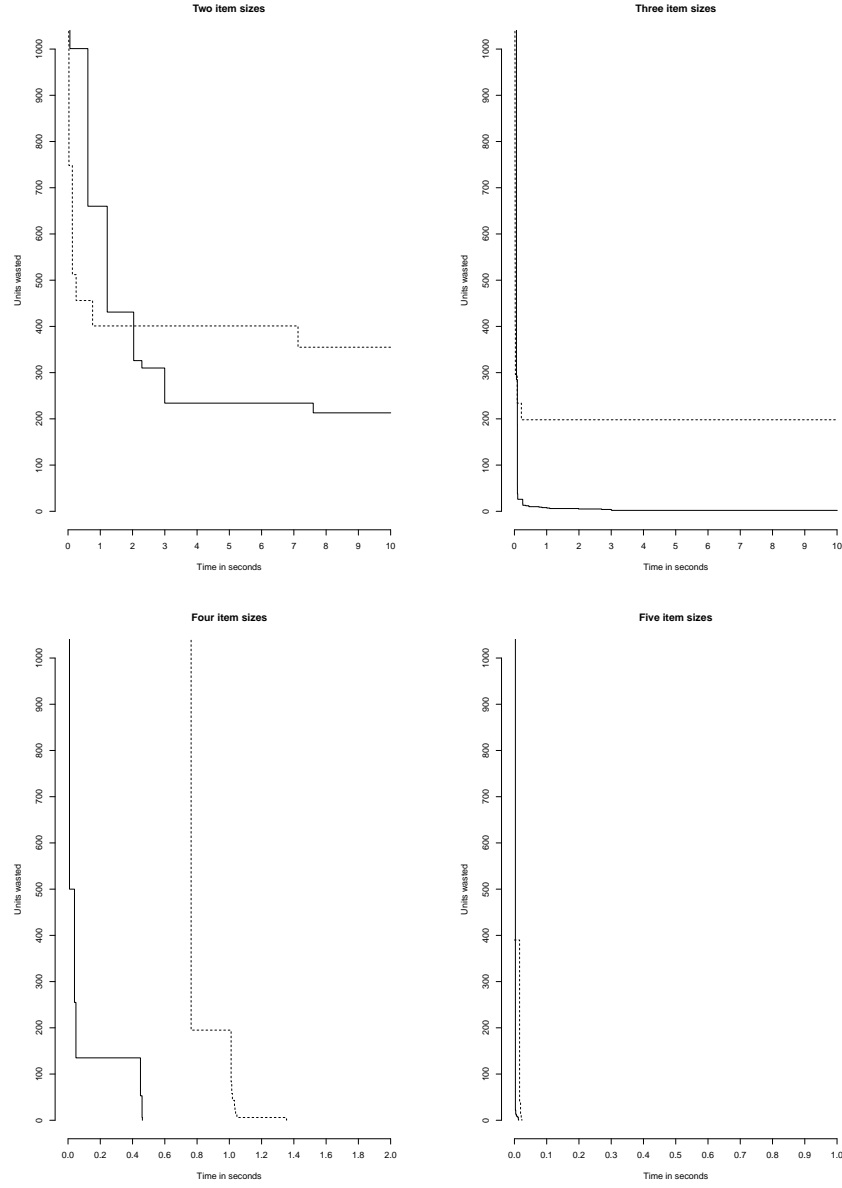 Two item sizes
Units wasted
0 100 200 300 400 500 600 700 800 900 1000
0 1 2 3 4 5 6 7 8 9 10
Time in seconds
Three item sizes
Units wasted
0 100 200 300 400 500 600 700 800 900 1000
0 1 2 3 4 5 6 7 8 9 10
Time in seconds
Four item sizes
Units wasted
0 100 200 300 400 500 600 700 800 900 1000
0.0 0.2 0.4 0.6 0.8 1.0 1.2 1.4 1.6 1.8 2.0
Time in seconds
Five item sizes
Units wasted
0 100 200 300 400 500 600 700 800 900 1000
0.0 0.1 0.2 0.3 0.4 0.5 0.6 0.7 0.8 0.9 1.0
Time in seconds